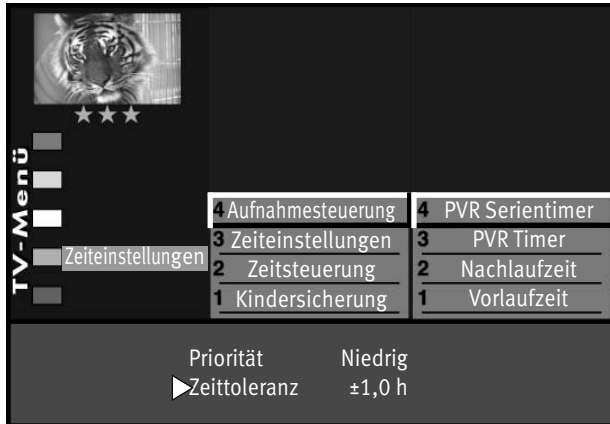 TV-Menü
Zeiteinstellungen
4 Aufnahmesteuerung
3 Zeiteinstellungen
2 Zeitsteuerung
1 Kindersicherung
4 PVR Serientimer
3 PVR Timer
2 Nachlaufzeit
1 Vorlaufzeit
Priorität Niedrig
Zeittoleranz ±1,0 h